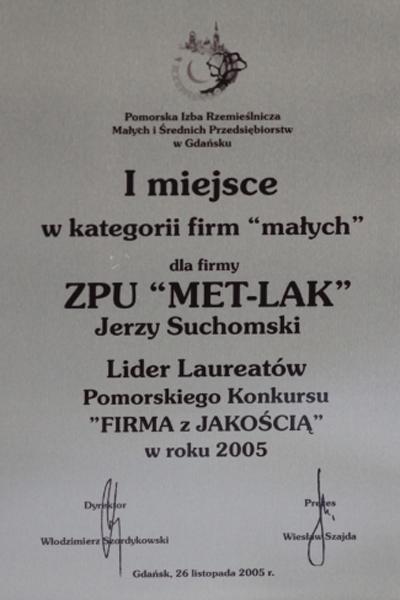 Pomorska Izba Rzemieślnicza
Małych i Średnich Przedsiębiorstw
w Gdańsku
I miejsce
w kategorii firm “małych”
dla firmy
ZPU “MET-LAK”
Jerzy Suchomski
Lider Laureatów
Pomorskiego Konkursu
”FIRMA z JAKOŚCIĄ”
w roku 2005
Dyrektor
Prezes
Włodzimierz Szordykowski
Wiesław Szajda
Gdańsk, 26 listopada 2005 r.